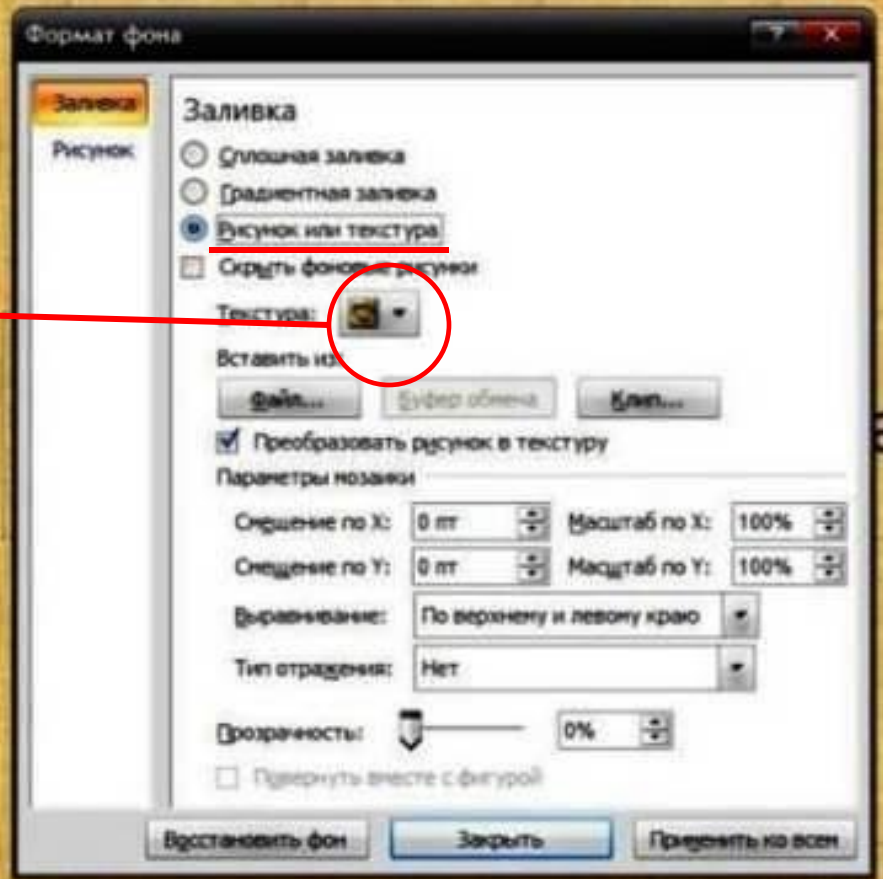 Формат фона
Заливка
Рисунок
Заливка
Сплошная заливка
Градиентная заливка
Рисунок или текстура
Скрыть фоновые рисунки
Текстура:
Вставить из:
Файл... Буфер обмена Клип...
Преобразовать рисунок в текстуру
Параметры мозаики
Смещение по X: 0 пт Масштаб по X: 100%
Смещение по Y: 0 пт Масштаб по Y: 100%
Выравнивание: По верхнему и левому краю
Тип отражения: Нет
Прозрачность: 0%
Повернуть вместе с фигурой
Восстановить фон Закрыть Применить ко всем